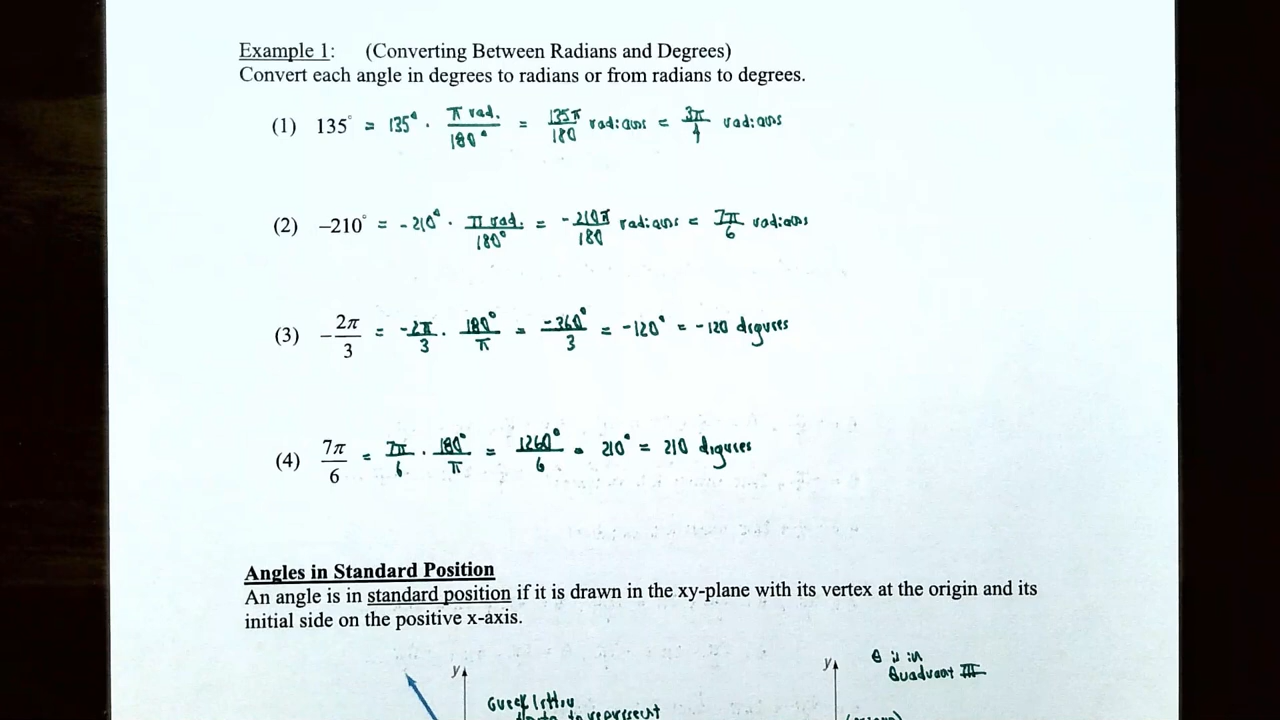 Example 1: (Converting Between Radians and Degrees)
Convert each angle in degrees to radians or from radians to degrees.
(1) 135° = 135° · π rad. / 180° = 135π / 180 radians = 3π / 4 radians
(2) −210° = -210° · π rad. / 180° = -210π / 180 radians = 7π / 6 radians
(3) − 2π / 3 = -2π / 3 · 180° / π = -360° / 3 = -120° = -120 degrees
(4) 7π / 6 = 7π / 6 · 180° / π = 1260° / 6 = 210° = 210 degrees
Angles in Standard Position
An angle is in standard position if it is drawn in the xy-plane with its vertex at the origin and its
initial side on the positive x-axis.
y
y
θ is in
Quadrant III
Greek letter
to represent